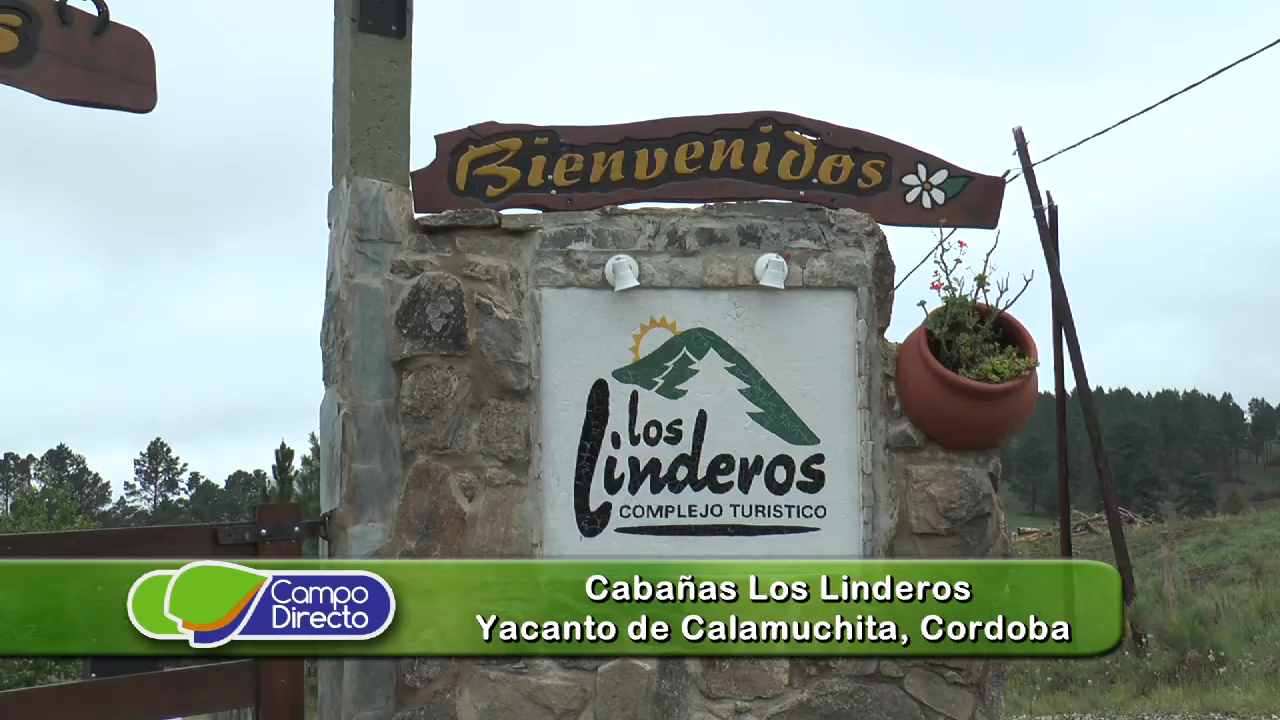 s
Bienvenidos
los
Linderos
COMPLEJO TURISTICO
Campo
Directo
Cabañas Los Linderos
Yacanto de Calamuchita, Cordoba